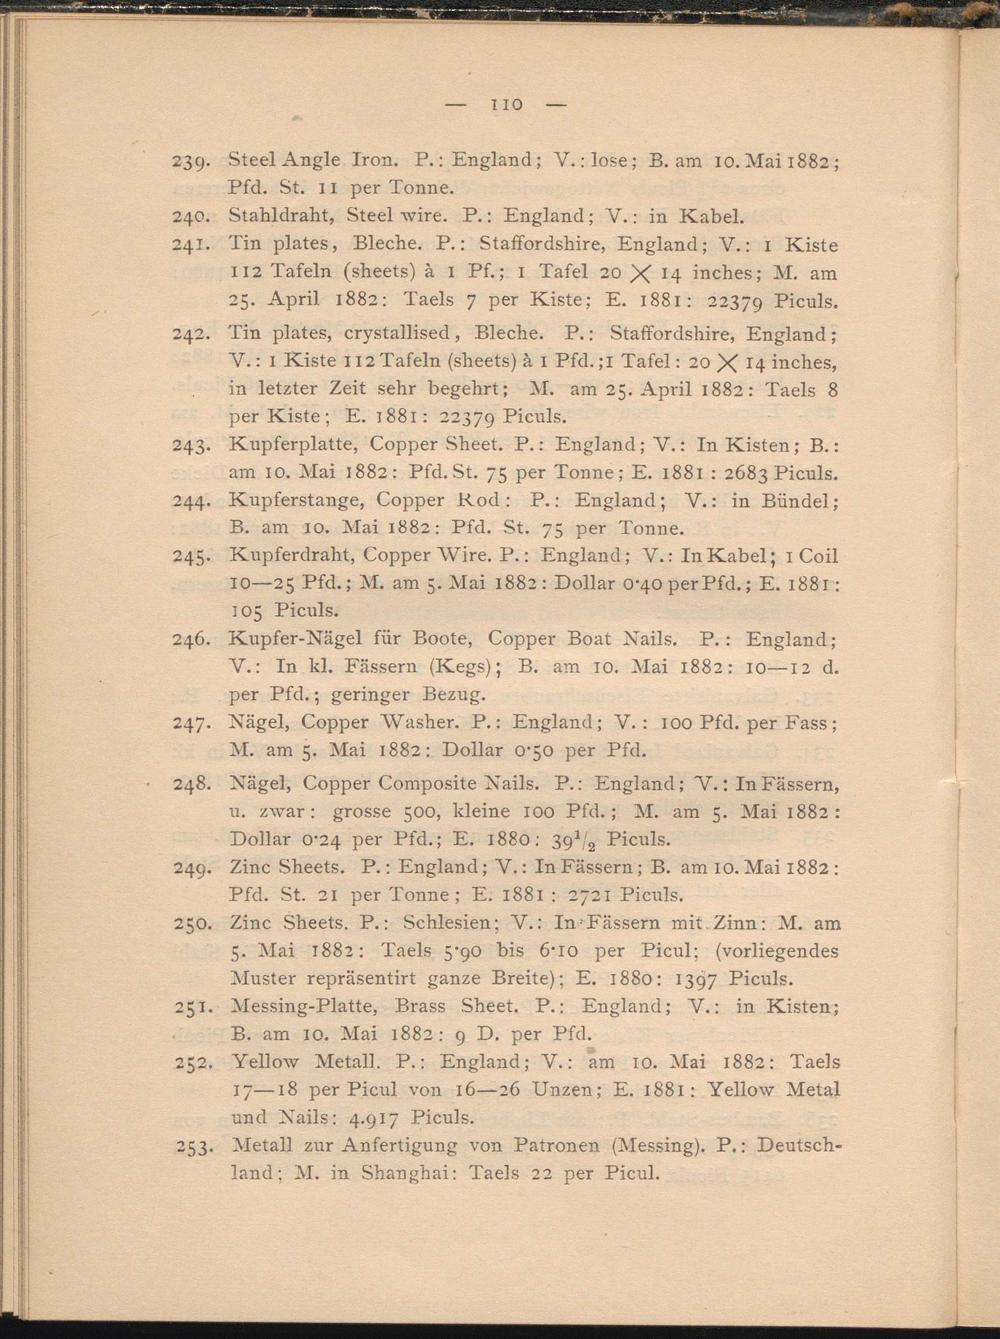 — 110 —
239. Steel Angle Iron. P.: England; V.: lose; B. am 10. Mai 1882;
Pfd. St. 11 per Tonne.
240. Stahldraht, Steel wire. P.: England; V.: in Kabel.
241. Tin plates, Bleche. P.: Staffordshire, England; V.: 1 Kiste
112 Tafeln (sheets) à 1 Pf.; 1 Tafel 20 X 14 inches; M. am
25. April 1882: Taels 7 per Kiste; E. 1881: 22379 Piculs.
242. Tin plates, crystallised, Bleche. P.: Staffordshire, England;
V.: 1 Kiste 112 Tafeln (sheets) à 1 Pfd.; 1 Tafel: 20 X 14 inches,
in letzter Zeit sehr begehrt; M. am 25. April 1882: Taels 8
per Kiste; E. 1881: 22379 Piculs.
243. Kupferplatte, Copper Sheet. P.: England; V.: In Kisten; B.:
am 10. Mai 1882: Pfd. St. 75 per Tonne; E. 1881: 2683 Piculs.
244. Kupferstange, Copper Rod: P.: England; V.: in Bündel;
B. am 10. Mai 1882: Pfd. St. 75 per Tonne.
245. Kupferdraht, Copper Wire. P.: England; V.: In Kabel; 1 Coil
10—25 Pfd.; M. am 5. Mai 1882: Dollar 0·40 per Pfd.; E. 1881:
105 Piculs.
246. Kupfer-Nägel für Boote, Copper Boat Nails. P.: England;
V.: In kl. Fässern (Kegs); B. am 10. Mai 1882: 10—12 d.
per Pfd.; geringer Bezug.
247. Nägel, Copper Washer. P.: England; V.: 100 Pfd. per Fass;
M. am 5. Mai 1882: Dollar 0·50 per Pfd.
248. Nägel, Copper Composite Nails. P.: England; V.: In Fässern,
u. zwar: grosse 500, kleine 100 Pfd.; M. am 5. Mai 1882:
Dollar 0·24 per Pfd.; E. 1880: 39 1/2 Piculs.
249. Zinc Sheets. P.: England; V.: In Fässern; B. am 10. Mai 1882:
Pfd. St. 21 per Tonne; E. 1881: 2721 Piculs.
250. Zinc Sheets. P.: Schlesien; V.: In Fässern mit Zinn: M. am
5. Mai 1882: Taels 5·90 bis 6·10 per Picul; (vorliegendes
Muster repräsentirt ganze Breite); E. 1880: 1397 Piculs.
251. Messing-Platte, Brass Sheet. P.: England; V.: in Kisten;
B. am 10. Mai 1882: 9 D. per Pfd.
252. Yellow Metall. P.: England; V.: am 10. Mai 1882: Taels
17—18 per Picul von 16—26 Unzen; E. 1881: Yellow Metal
und Nails: 4.917 Piculs.
253. Metall zur Anfertigung von Patronen (Messing). P.: Deutsch-
land; M. in Shanghai: Taels 22 per Picul.